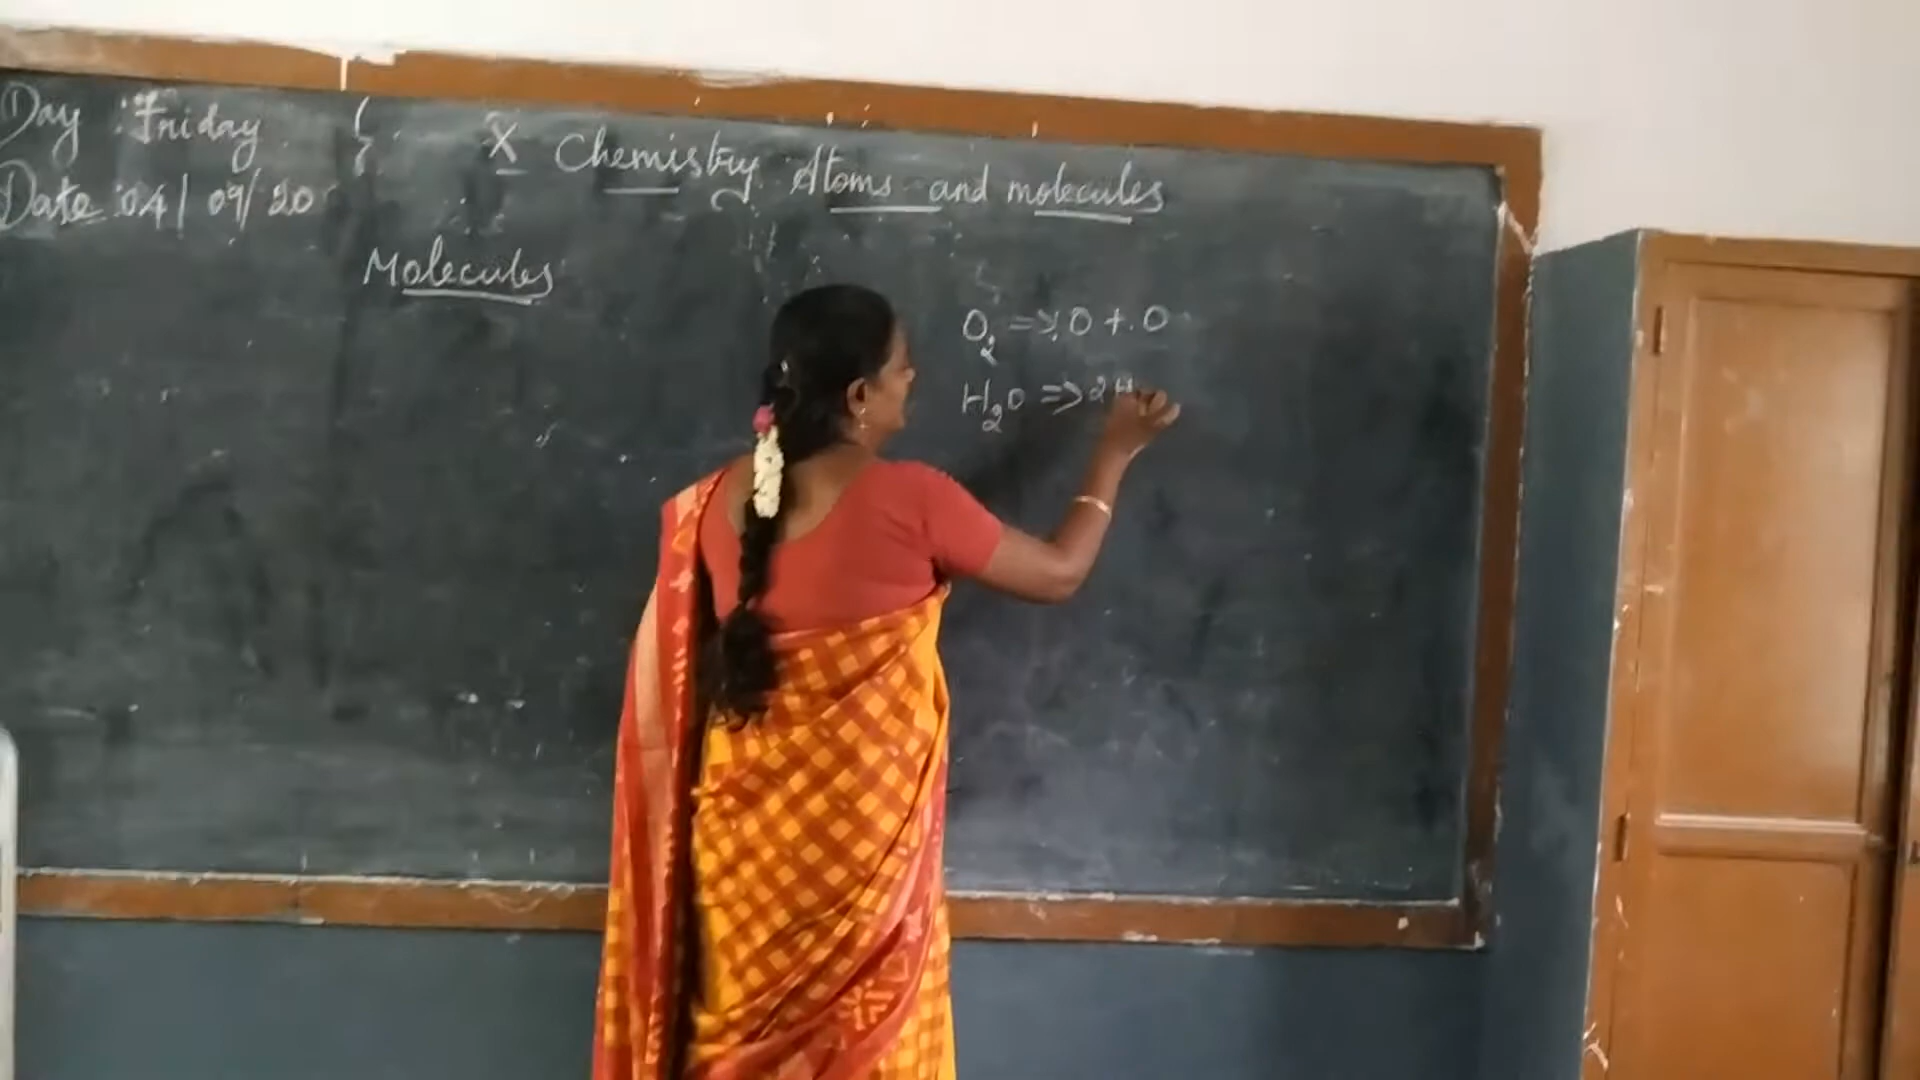 Day : Friday
Date : 04/09/20
X Chemistry Atoms and molecules
Molecules
O₂ => O + O
H₂O => 2H